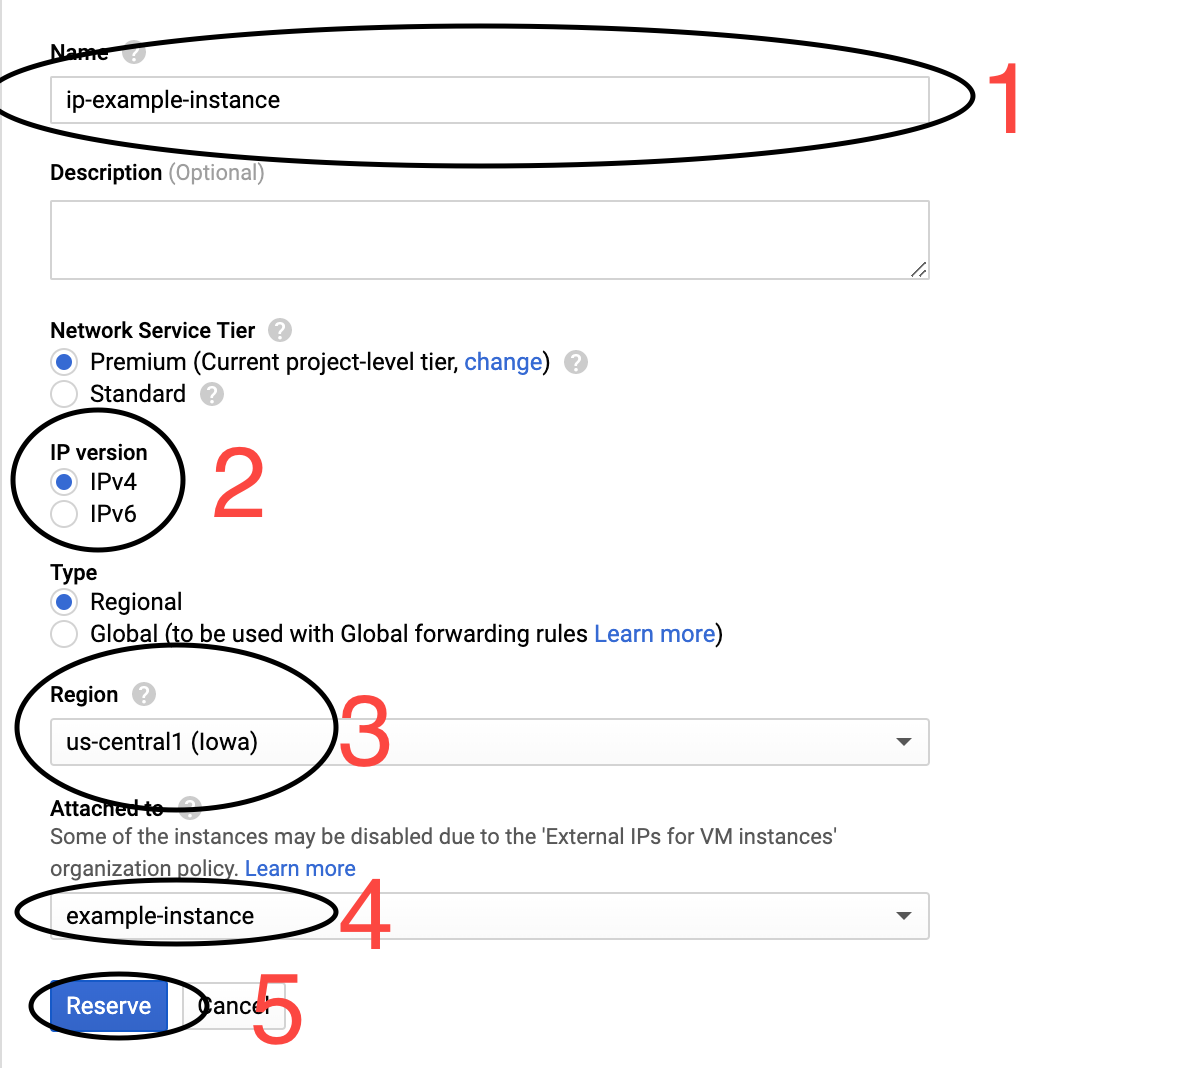 Name ?
ip-example-instance
1
Description (Optional)
Network Service Tier ?
Premium (Current project-level tier, change) ?
Standard ?
IP version
IPv4
2
IPv6
Type
Regional
Global (to be used with Global forwarding rules Learn more)
Region ?
us-central1 (Iowa)
3
Attached to ?
Some of the instances may be disabled due to the 'External IPs for VM instances'
organization policy. Learn more
example-instance
4
Reserve
Cancel
5